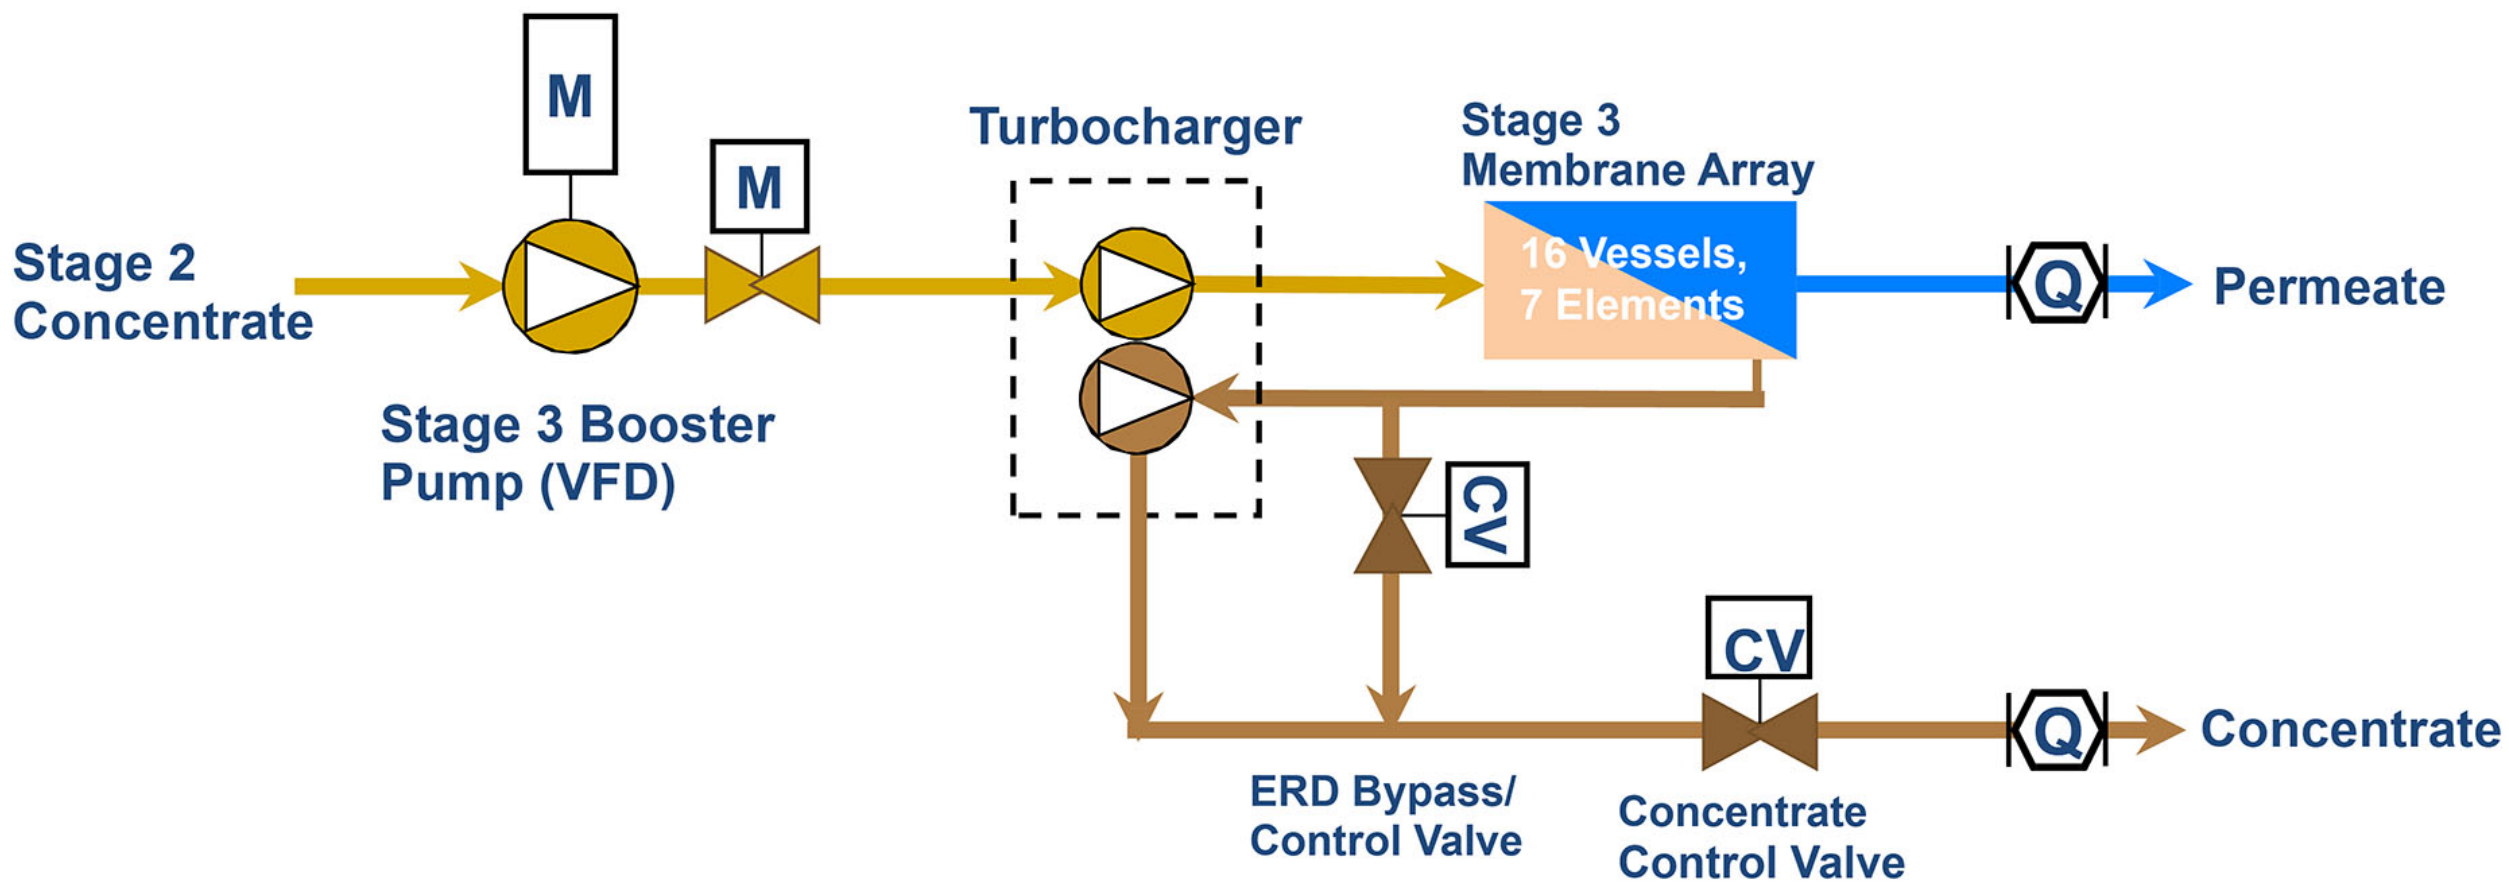 M
M
Turbocharger
Stage 3
Membrane Array
16 Vessels,
7 Elements
Stage 2
Concentrate
Q
Permeate
Stage 3 Booster
Pump (VFD)
CV
CV
Q
Concentrate
ERD Bypass/
Control Valve
Concentrate
Control Valve